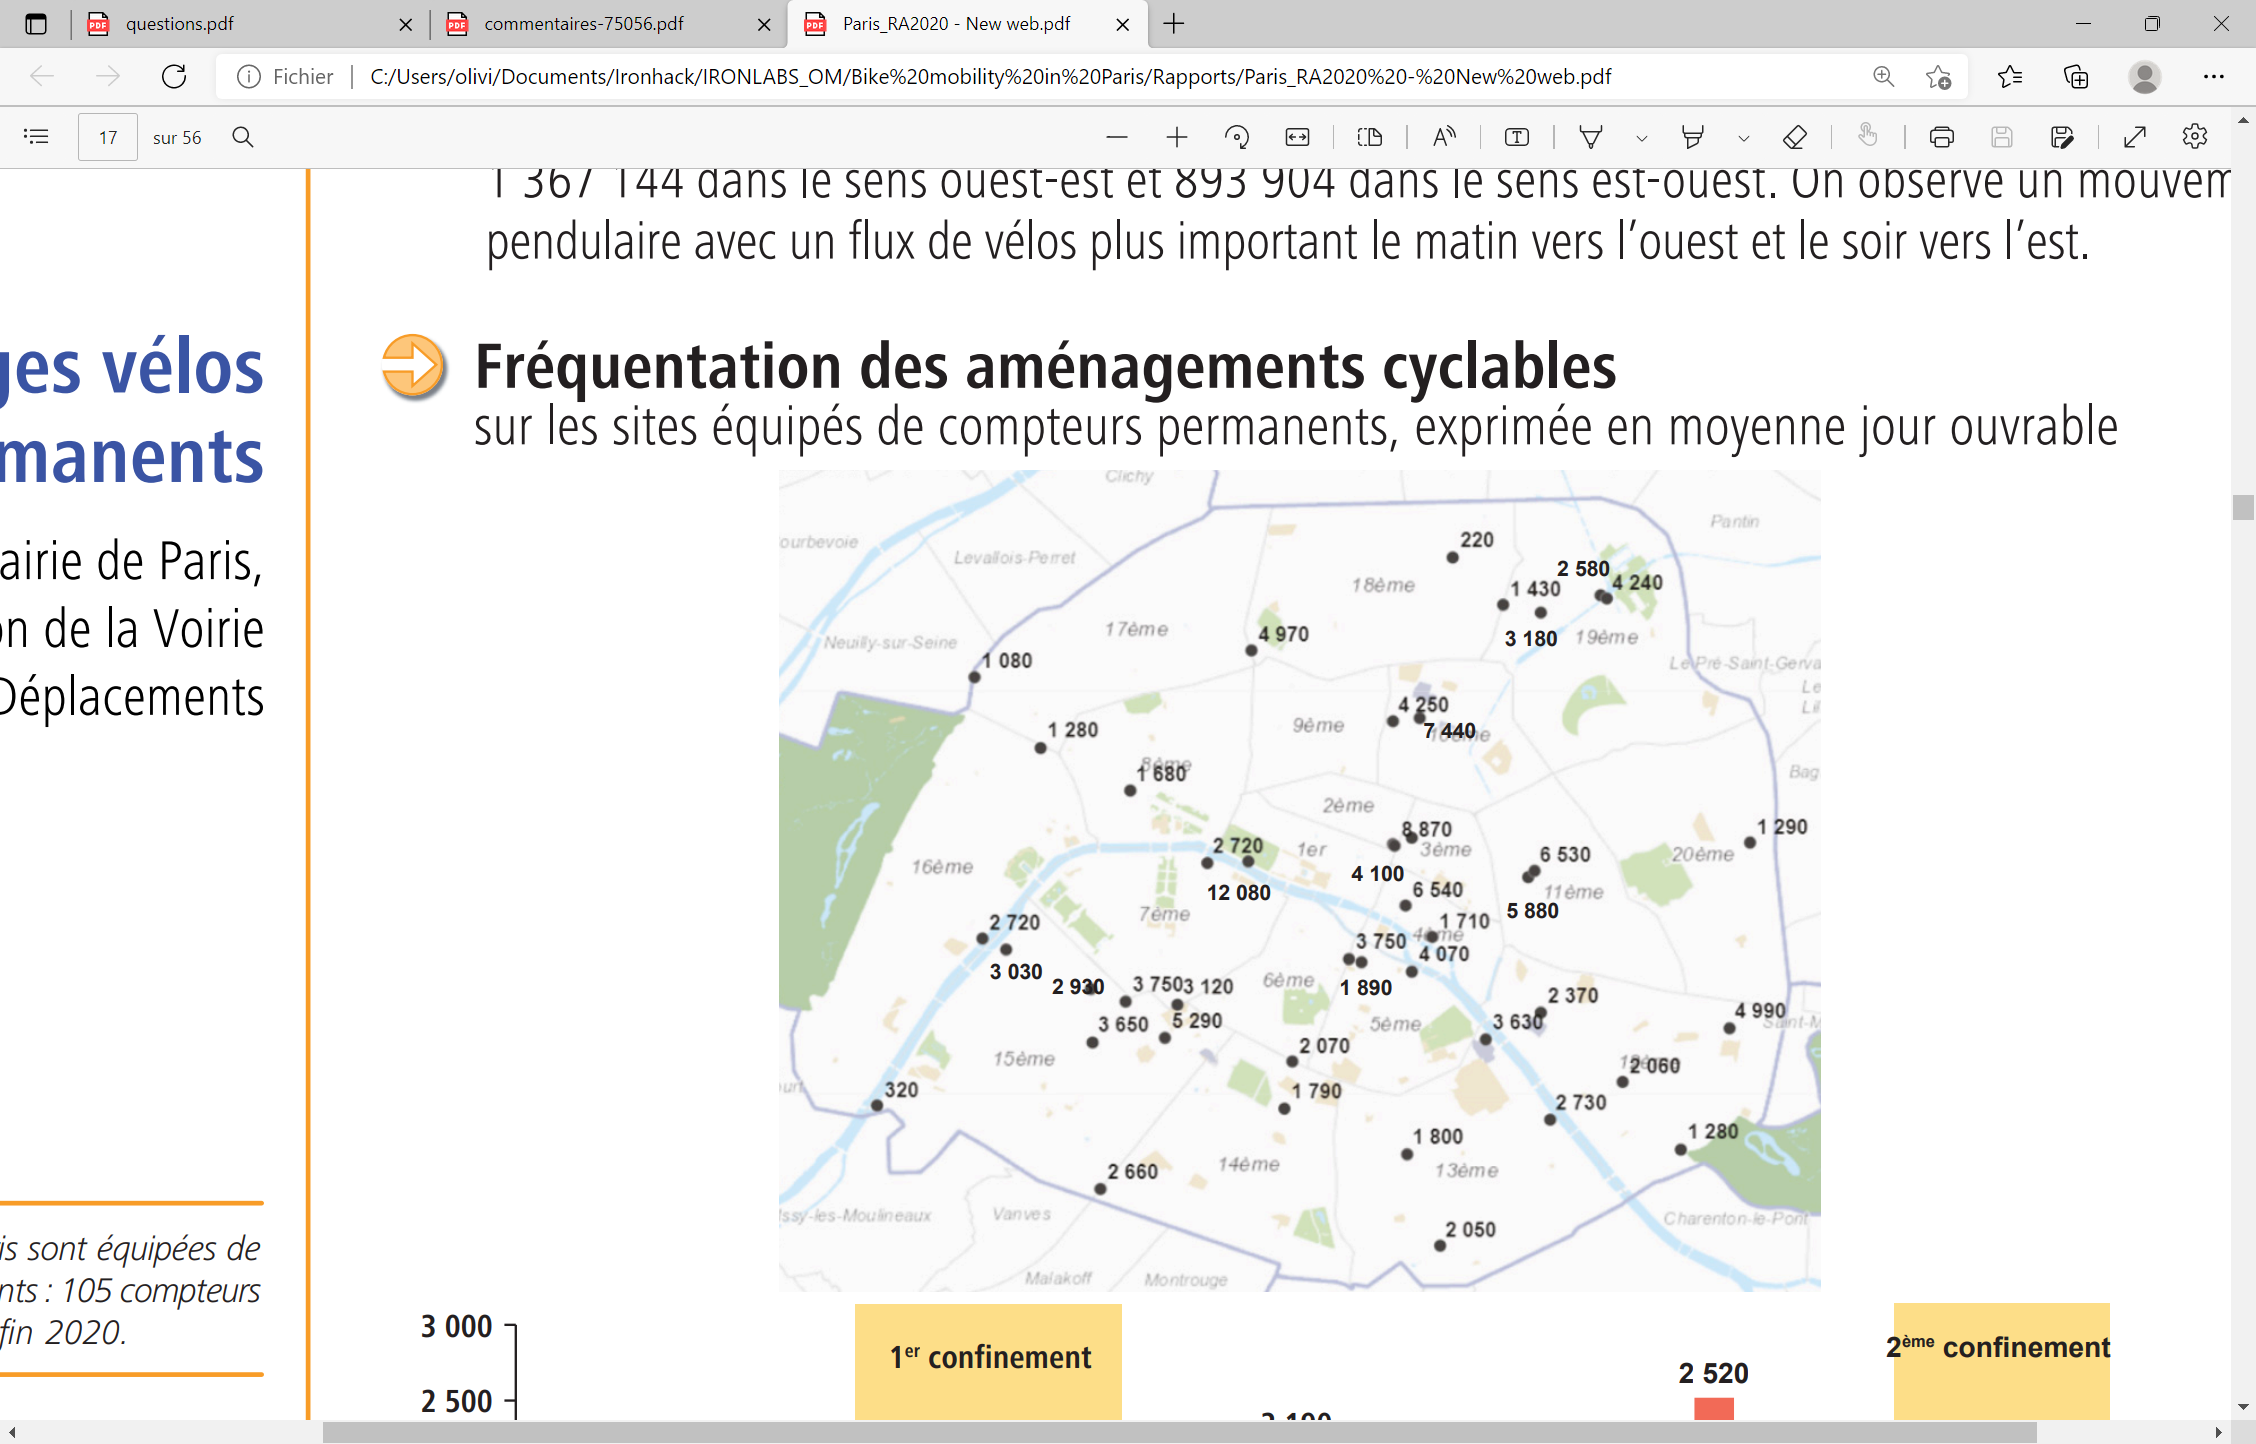 questions.pdf
commentaires-75056.pdf
Paris_RA2020 - New web.pdf
Fichier
C:/Users/olivi/Documents/Ironhack/IRONLABS_OM/Bike%20mobility%20in%20Paris/Rapports/Paris_RA2020%20-%20New%20web.pdf
17
sur 56
1 367 144 dans le sens ouest-est et 893 904 dans le sens est-ouest. On observe un mouvem
pendulaire avec un flux de vélos plus important le matin vers l'ouest et le soir vers l'est.
ges vélos
manents
airie de Paris,
on de la Voirie
Déplacements
is sont équipées de
nts : 105 compteurs
fin 2020.
Fréquentation des aménagements cyclables
sur les sites équipés de compteurs permanents, exprimée en moyenne jour ouvrable
Clichy
Pantin
ourbevoie
Levallois-Perret
220
2 580
18ème
1 430
4 240
17ème
4 970
3 180
19ème
Neuilly-sur-Seine
1 080
Le Pré-Saint-Gerva
Le
Lil
4 250
9ème
1 280
7 440
8ème
1 680
Bag
2ème
8 870
1 290
2 720
1er
3ème
6 530
20ème
16ème
4 100
12 080
6 540
11ème
7ème
5 880
2 720
1 710
3 750
4ème
4 070
3 030
2 930
3 750
3 120
6ème
1 890
2 370
4 990
3 650
5 290
5ème
3 630
Saint-M
15ème
2 070
2 060
urt
320
1 790
2 730
1 800
1 280
2 660
14ème
13ème
ssy-les-Moulineaux
Vanves
Charenton-le-Pont
2 050
Malakoff
Montrouge
3 000
1er confinement
2ème confinement
2 520
2 500